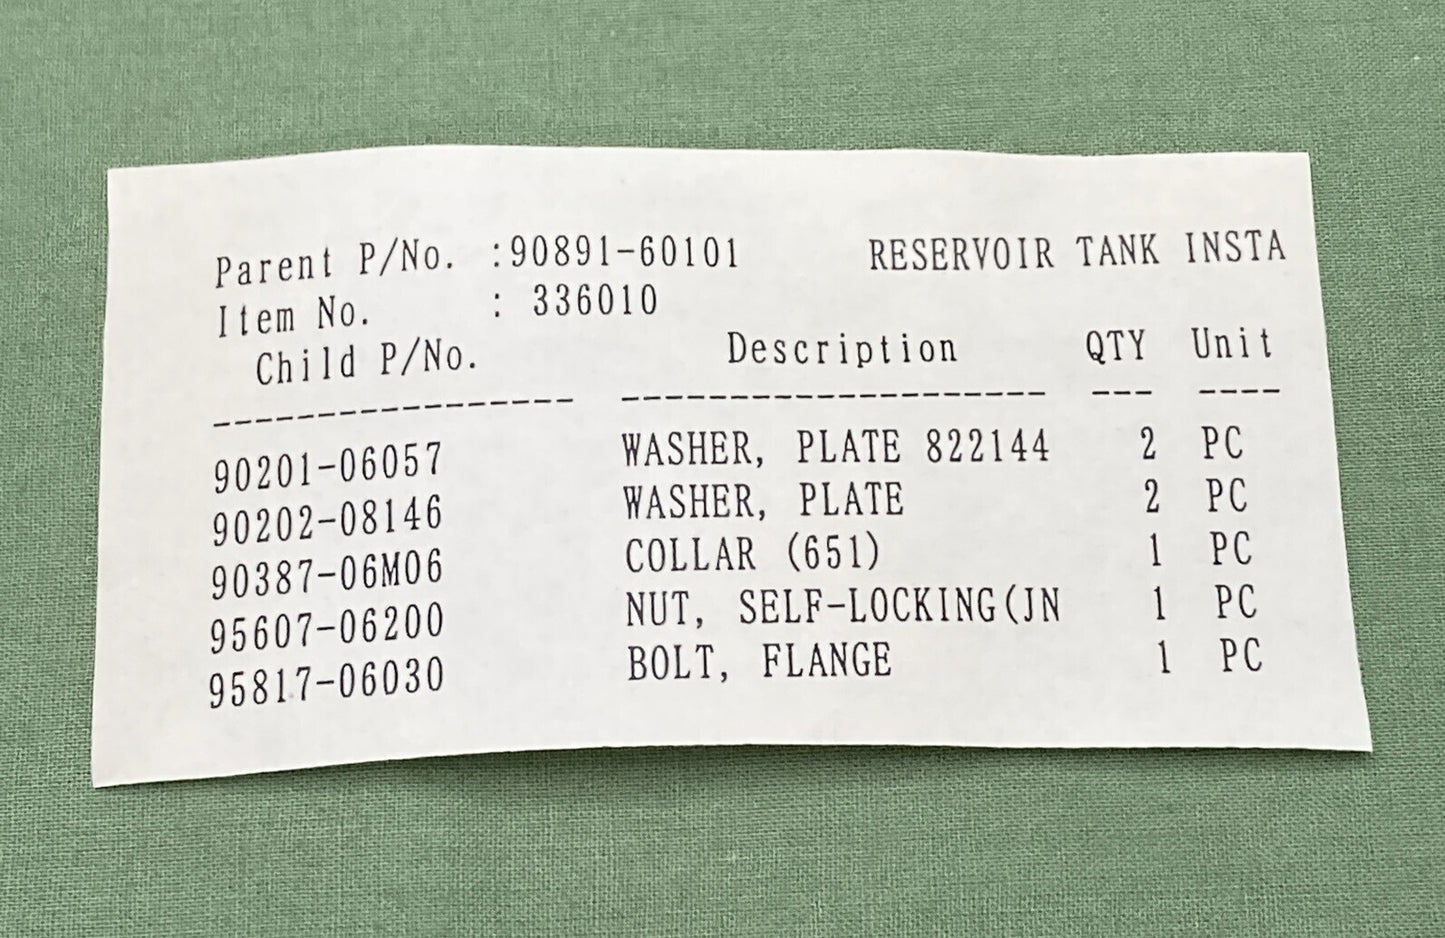 Parent P/No. :90891-60101 RESERVOIR TANK INSTA
Item No. : 336010
Child P/No. Description QTY Unit
----------------- -------------------- --- ----
90201-06057 WASHER, PLATE 822144 2 PC
90202-08146 WASHER, PLATE 2 PC
90387-06M06 COLLAR (651) 1 PC
95607-06200 NUT, SELF-LOCKING(JN 1 PC
95817-06030 BOLT, FLANGE 1 PC